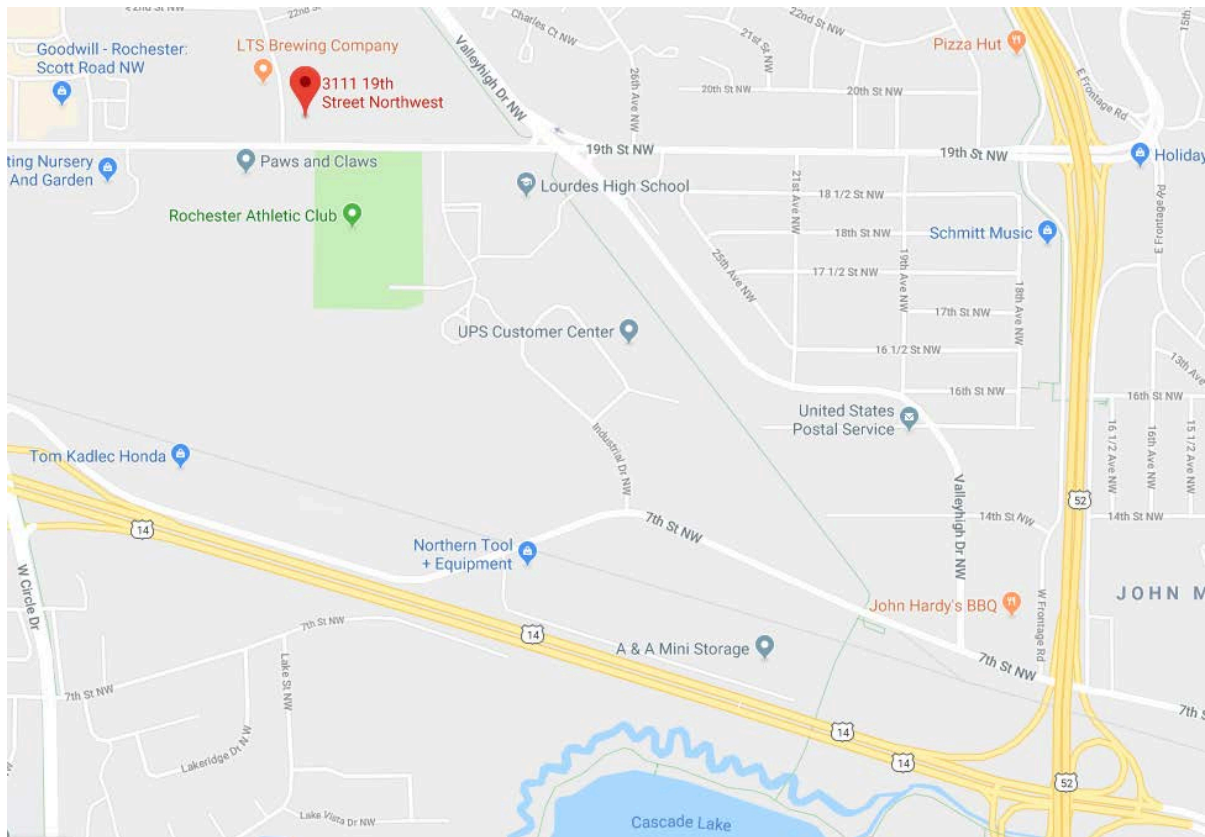 22nd St NW
Charles Ct NW
22nd St NW
Goodwill - Rochester:
Scott Road NW
LTS Brewing Company
Valleyhigh Dr NW
21st St NW
Pizza Hut
3111 19th
Street Northwest
26th Ave NW
20th St NW
20th St NW
E Frontage Rd
19th St NW
19th St NW
Holiday
ting Nursery
And Garden
Paws and Claws
Lourdes High School
21st Ave NW
18 1/2 St NW
Rochester Athletic Club
18th St NW
Schmitt Music
E Frontage Rd
25th Ave NW
19th Ave NW
17 1/2 St NW
18th Ave NW
17th St NW
UPS Customer Center
16 1/2 St NW
13th Ave
16th St NW
16th St NW
United States
Postal Service
Industrial Dr NW
16 1/2 Ave NW
16th Ave NW
15 1/2 Ave NW
Tom Kadlec Honda
Valleyhigh Dr NW
52
14
7th St NW
14th St NW
14th St NW
Northern Tool
+ Equipment
W Circle Dr
John Hardy's BBQ
W Frontage Rd
JOHN M
7th St NW
14
A & A Mini Storage
7th St NW
7th St NW
Lake St NW
7th S
14
14
Lakeridge Dr NW
52
Lake Vista Dr NW
Cascade Lake